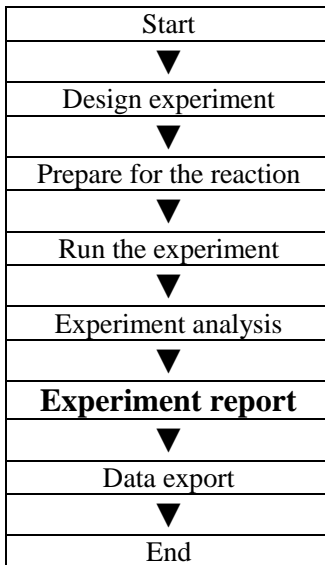 Start
▼
Design experiment
▼
Prepare for the reaction
▼
Run the experiment
▼
Experiment analysis
▼
Experiment report
▼
Data export
▼
End